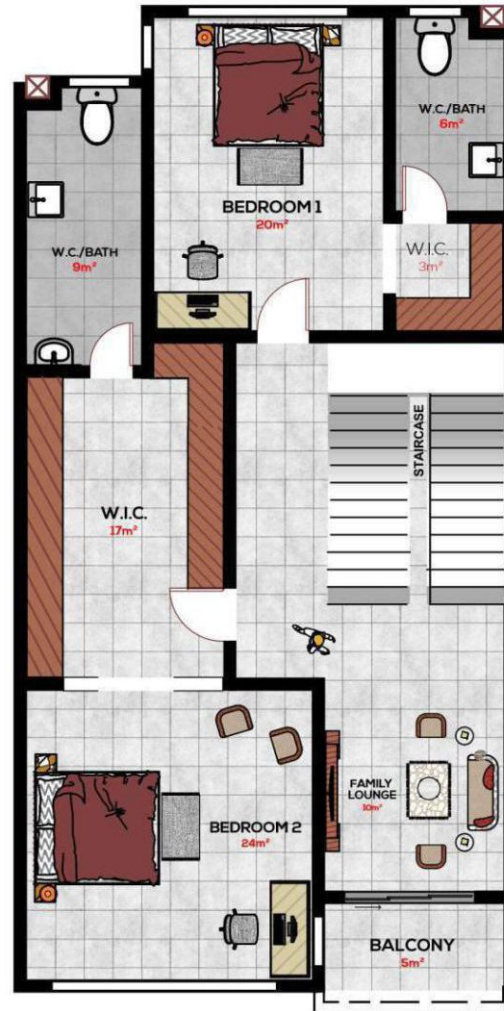 W.C./BATH
6m²
BEDROOM 1
20m²
W.C./BATH
9m²
W.I.C.
3m²
STAIRCASE
W.I.C.
17m²
FAMILY
LOUNGE
10m²
BEDROOM 2
24m²
BALCONY
5m²